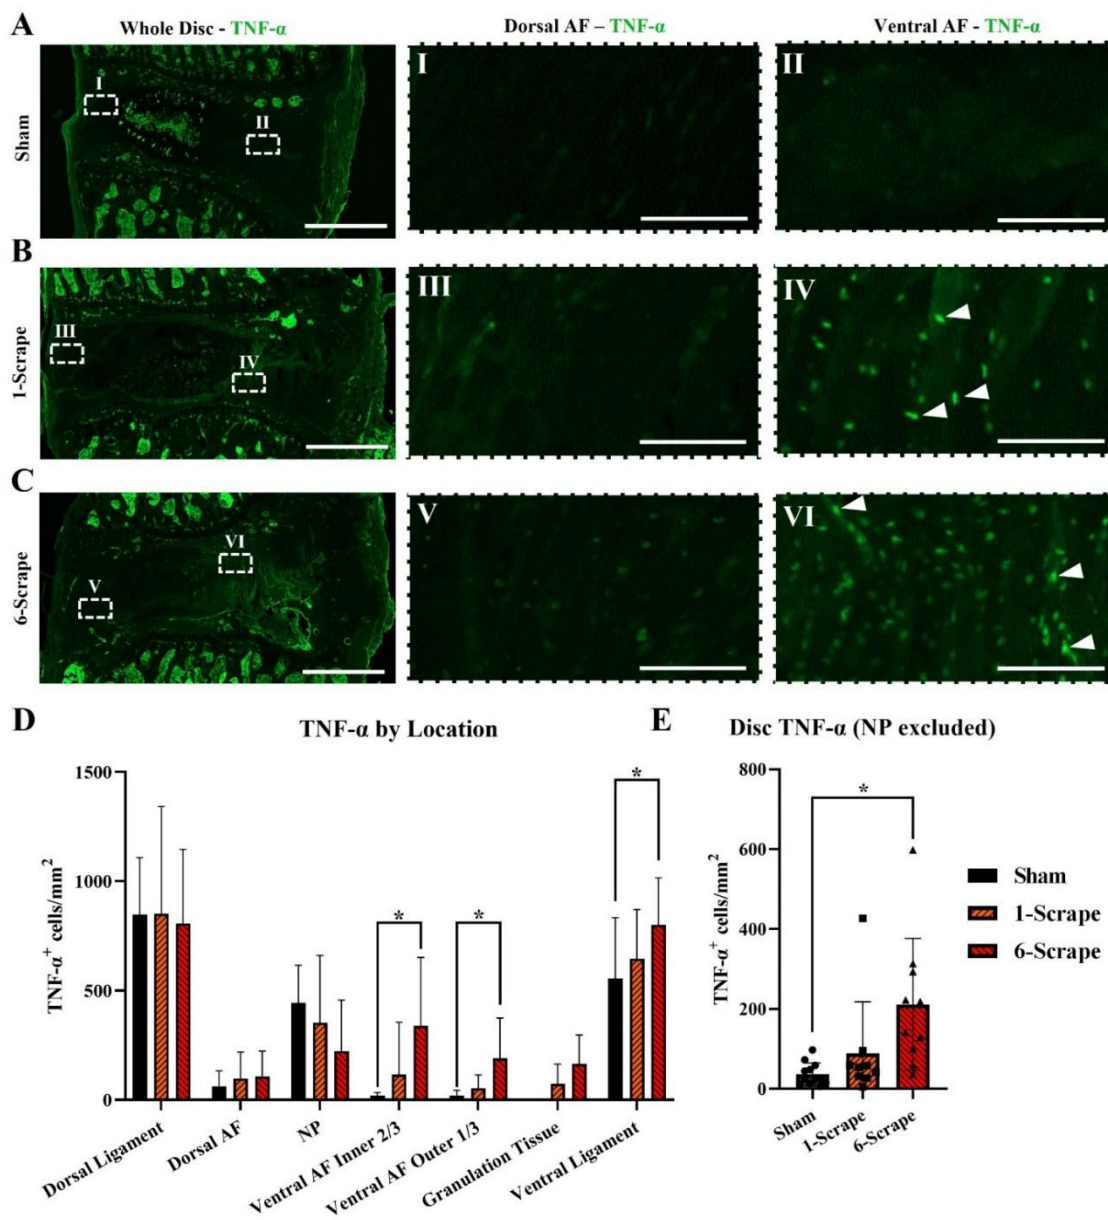 A
Whole Disc - TNF-α
Dorsal AF – TNF-α
Ventral AF - TNF-α
Sham
I
II
I
II
B
1-Scrape
III
IV
III
IV
C
6-Scrape
V
VI
V
VI
D
TNF-α by Location
TNF-α⁺ cells/mm²
1500
1000
500
0
*
*
*
Dorsal Ligament
Dorsal AF
NP
Ventral AF Inner 2/3
Ventral AF Outer 1/3
Granulation Tissue
Ventral Ligament
E
Disc TNF-α (NP excluded)
TNF-α⁺ cells/mm²
800
600
400
200
0
*
Sham
1-Scrape
6-Scrape
Sham
1-Scrape
6-Scrape